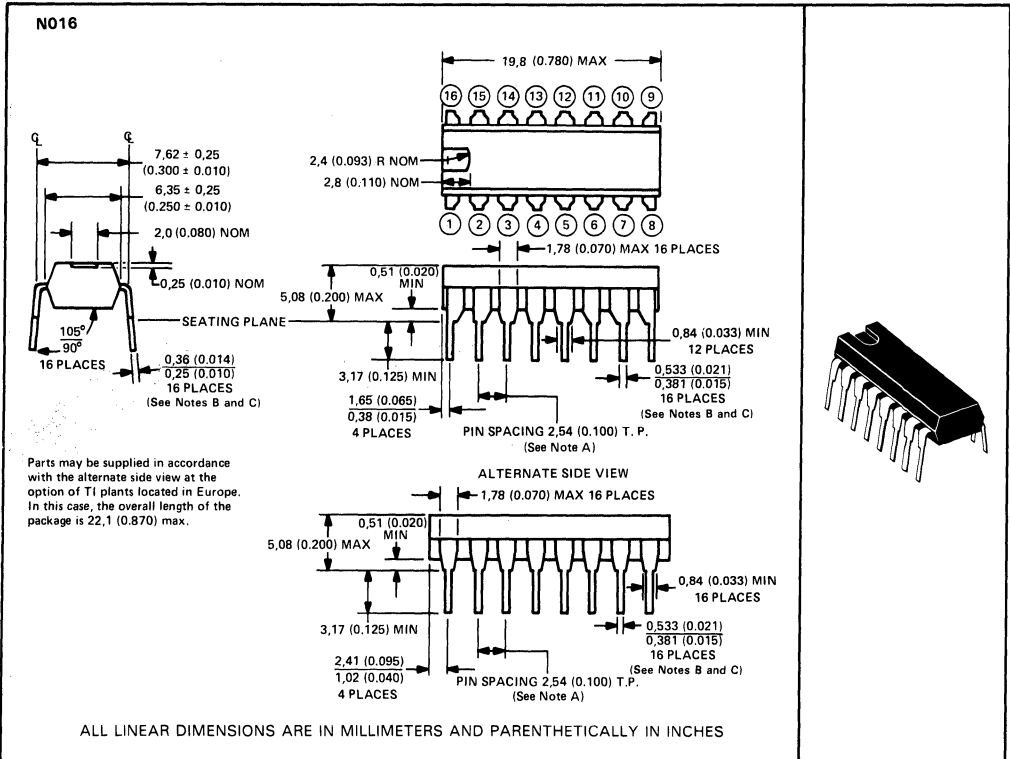 N016
19,8 (0.780) MAX
16 15 14 13 12 11 10 9
℄ ℄
7,62 ± 0,25
(0.300 ± 0.010)
6,35 ± 0,25
(0.250 ± 0.010)
2,0 (0.080) NOM
0,25 (0.010) NOM
2,4 (0.093) R NOM
2,8 (0.110) NOM
1 2 3 4 5 6 7 8
1,78 (0.070) MAX 16 PLACES
0,51 (0.020)
MIN
5,08 (0.200) MAX
SEATING PLANE
105°
90°
16 PLACES
0,36 (0.014)
0,25 (0.010)
16 PLACES
(See Notes B and C)
0,84 (0.033) MIN
12 PLACES
3,17 (0.125) MIN
0,533 (0.021)
0,381 (0.015)
16 PLACES
(See Notes B and C)
1,65 (0.065)
0,38 (0.015)
4 PLACES
PIN SPACING 2,54 (0.100) T.P.
(See Note A)
Parts may be supplied in accordance
with the alternate side view at the
option of TI plants located in Europe.
In this case, the overall length of the
package is 22,1 (0.870) max.
ALTERNATE SIDE VIEW
1,78 (0.070) MAX 16 PLACES
0,51 (0.020)
MIN
5,08 (0.200) MAX
0,84 (0.033) MIN
16 PLACES
3,17 (0.125) MIN
0,533 (0.021)
0,381 (0.015)
16 PLACES
(See Notes B and C)
2,41 (0.095)
1,02 (0.040)
4 PLACES
PIN SPACING 2,54 (0.100) T.P.
(See Note A)
ALL LINEAR DIMENSIONS ARE IN MILLIMETERS AND PARENTHETICALLY IN INCHES